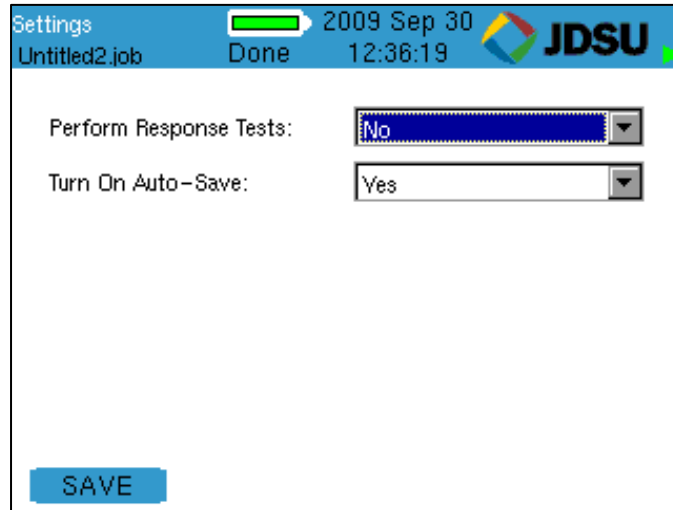 Settings 2009 Sep 30 JDSU
Untitled2.job Done 12:36:19
Perform Response Tests: No
Turn On Auto-Save: Yes
SAVE